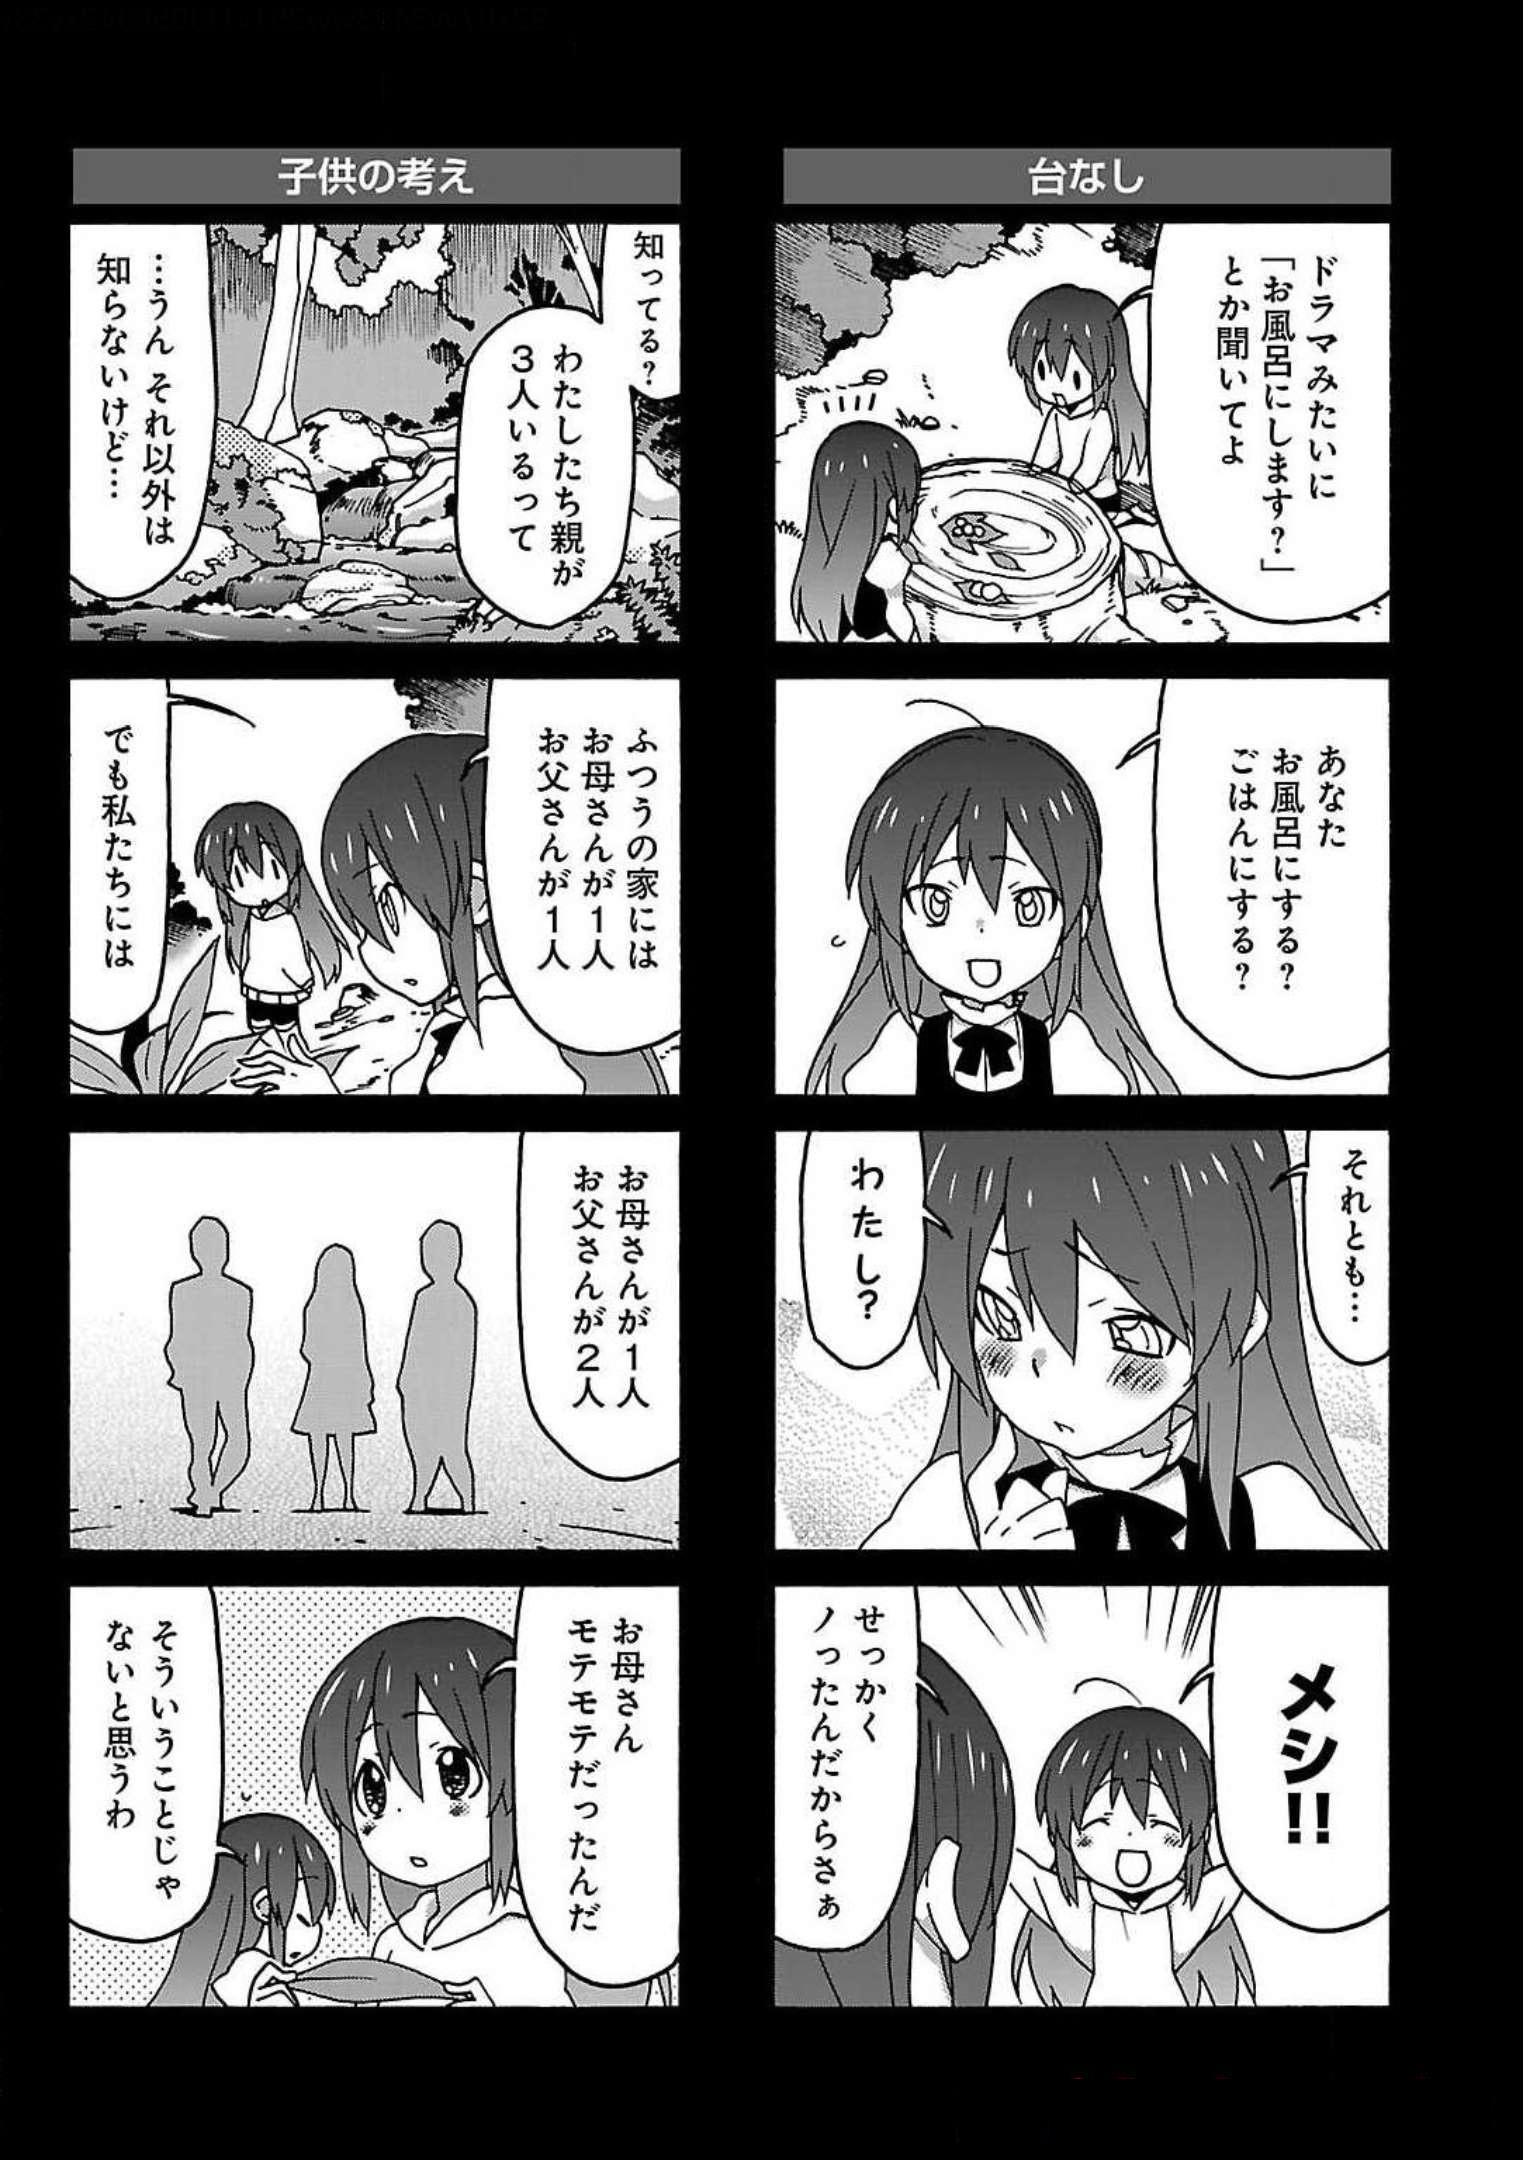 台なし
ドラマみたいに
「お風呂にします？」
とか聞いてよ
あなた
お風呂にする？
ごはんにする？
それとも…
わたし？
メシ!!
せっかく
ノったんだからさぁ
子供の考え
知ってる？
わたしたち親が
3人いるって
…うん それ以外は
知らないけど…
ふつうの家には
お母さんが1人
お父さんが1人
でも私たちには
お母さんが1人
お父さんが2人
お母さん
モテモテだったんだ
そういうことじゃ
ないと思うわ